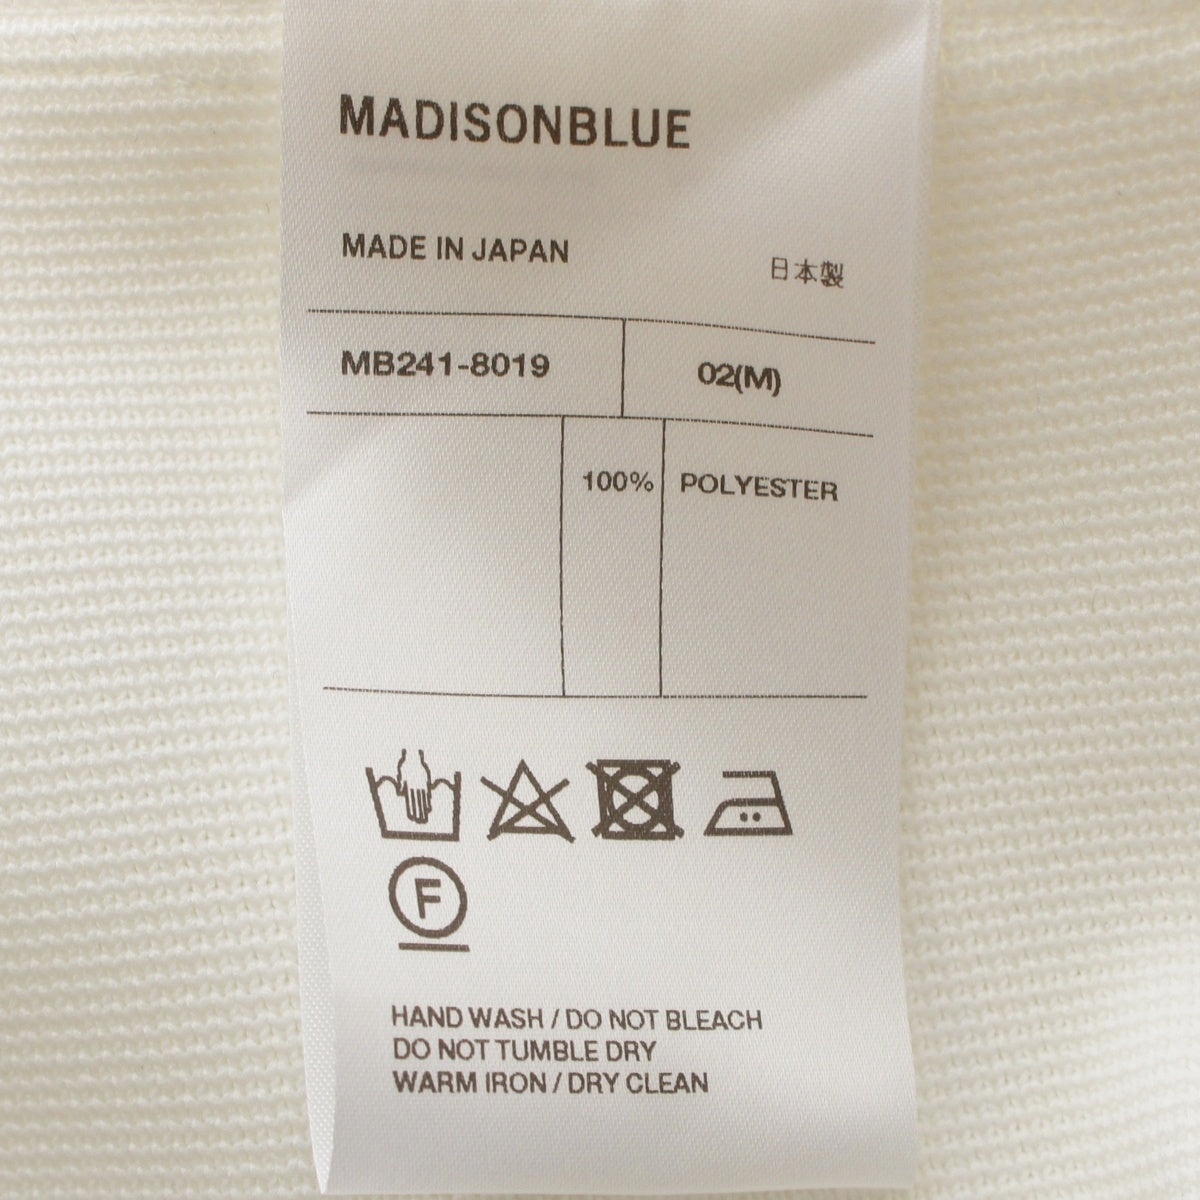 MADISONBLUE
MADE IN JAPAN
日本製
MB241-8019
02(M)
100% POLYESTER
F
HAND WASH / DO NOT BLEACH
DO NOT TUMBLE DRY
WARM IRON / DRY CLEAN